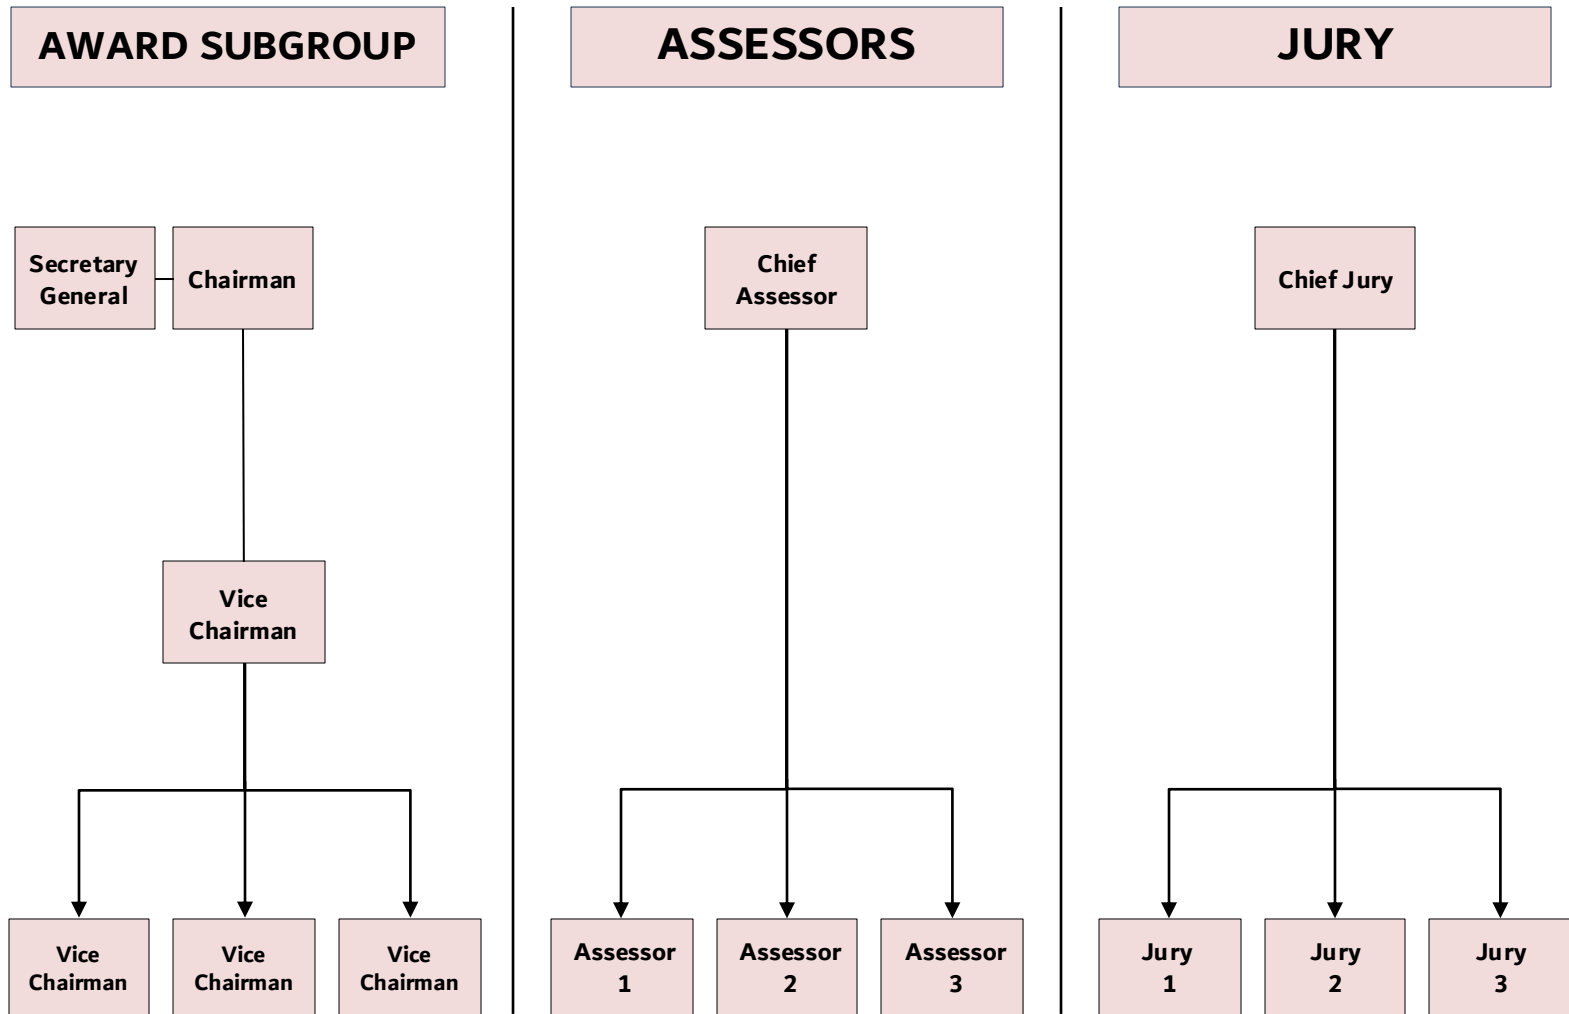 AWARD SUBGROUP
ASSESSORS
JURY
Secretary
General
Chairman
Chief
Assessor
Chief Jury
Vice
Chairman
Vice
Chairman
Vice
Chairman
Vice
Chairman
Assessor
1
Assessor
2
Assessor
3
Jury
1
Jury
2
Jury
3